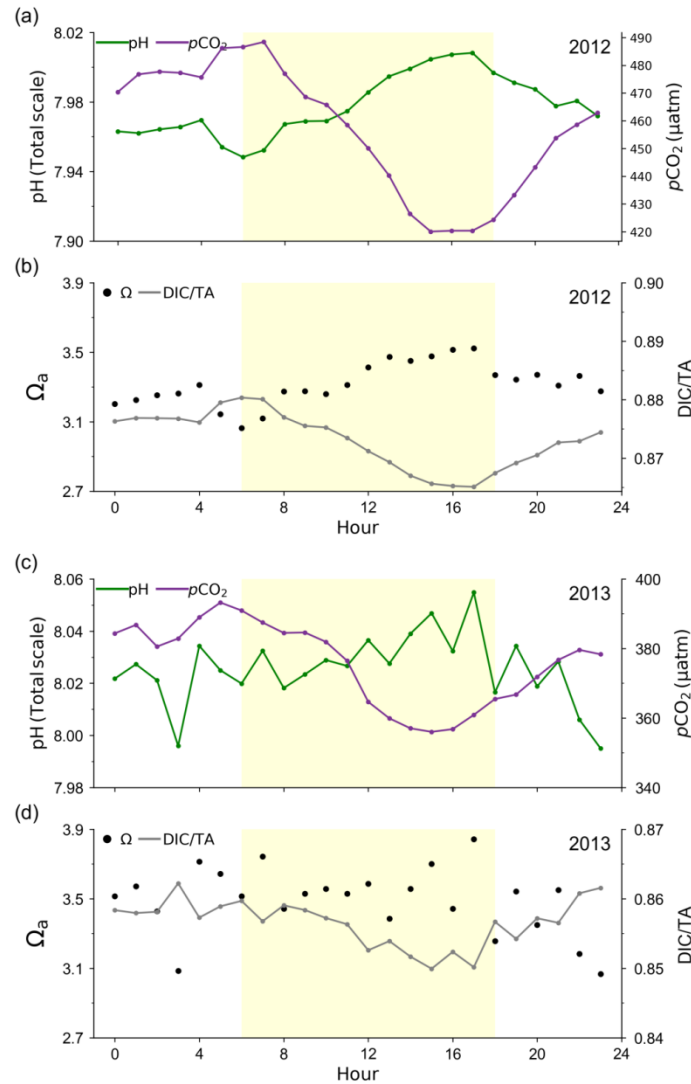 (a)
pH
pCO₂
2012
8.02
7.98
7.94
7.90
pH (Total scale)
490
480
470
460
450
440
430
420
pCO₂ (µatm)
(b)
Ω
DIC/TA
2012
3.9
3.5
3.1
2.7
Ωa
0.90
0.89
0.88
0.87
DIC/TA
0 4 8 12 16 20 24
Hour
(c)
pH
pCO₂
2013
8.06
8.04
8.02
8.00
7.98
pH (Total scale)
400
380
360
340
pCO₂ (µatm)
(d)
Ω
DIC/TA
2013
3.9
3.5
3.1
2.7
Ωa
0.87
0.86
0.85
0.84
DIC/TA
0 4 8 12 16 20 24
Hour